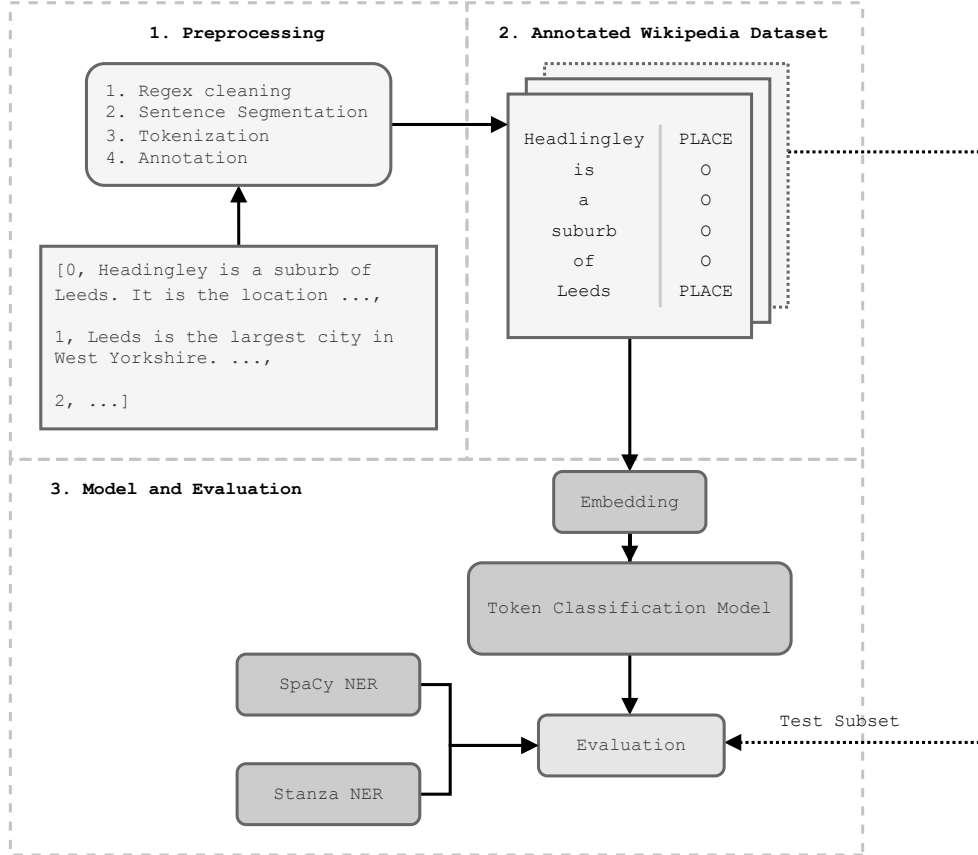 1. Preprocessing
1. Regex cleaning
2. Sentence Segmentation
3. Tokenization
4. Annotation
[0, Headingley is a suburb of
Leeds. It is the location ...,
1, Leeds is the largest city in
West Yorkshire. ...,
2, ...]
2. Annotated Wikipedia Dataset
Headlingley PLACE
is O
a O
suburb O
of O
Leeds PLACE
3. Model and Evaluation
Embedding
Token Classification Model
SpaCy NER
Stanza NER
Evaluation
Test Subset